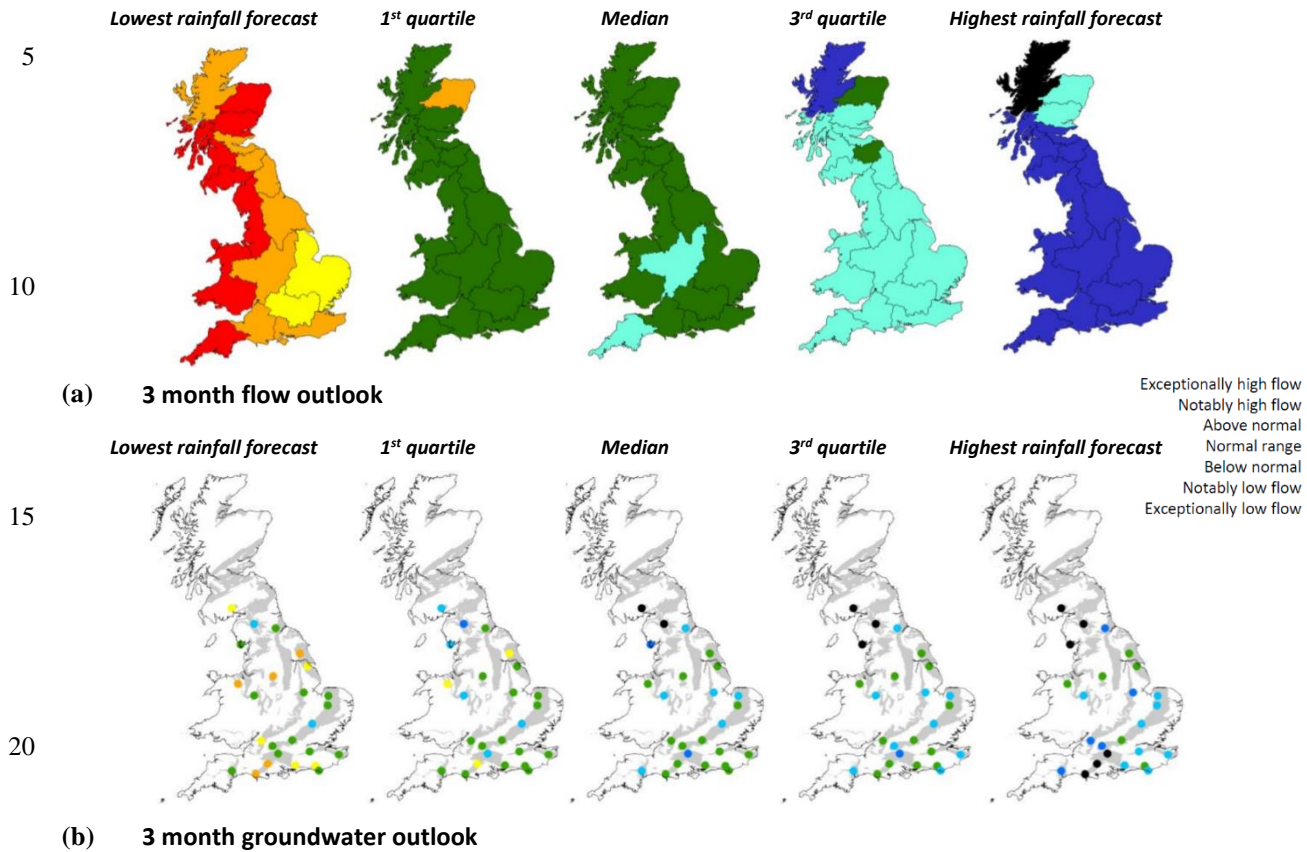 Lowest rainfall forecast 1st quartile Median 3rd quartile Highest rainfall forecast
5
10
(a) 3 month flow outlook
Exceptionally high flow
Notably high flow
Above normal
Normal range
Below normal
Notably low flow
Exceptionally low flow
Lowest rainfall forecast 1st quartile Median 3rd quartile Highest rainfall forecast
15
20
(b) 3 month groundwater outlook